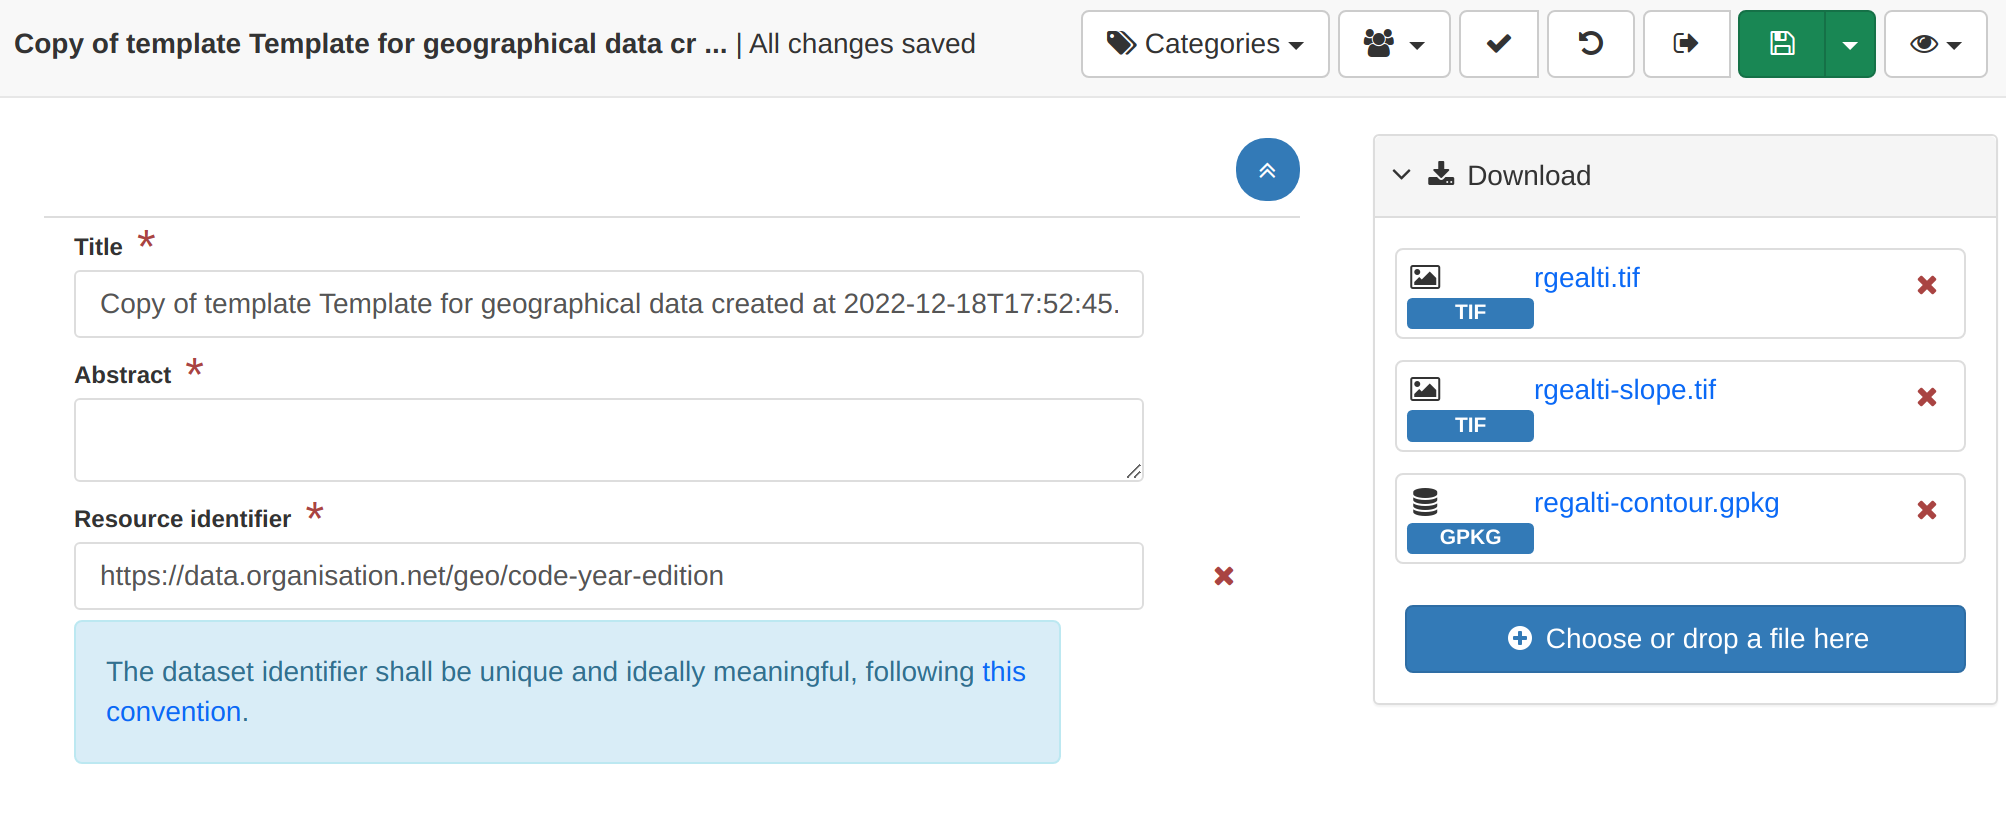 Copy of template Template for geographical data cr ... | All changes saved
Categories
Title *
Copy of template Template for geographical data created at 2022-12-18T17:52:45.
Abstract *
Resource identifier *
https://data.organisation.net/geo/code-year-edition
The dataset identifier shall be unique and ideally meaningful, following this
convention.
Download
rgealti.tif
TIF
rgealti-slope.tif
TIF
regalti-contour.gpkg
GPKG
Choose or drop a file here